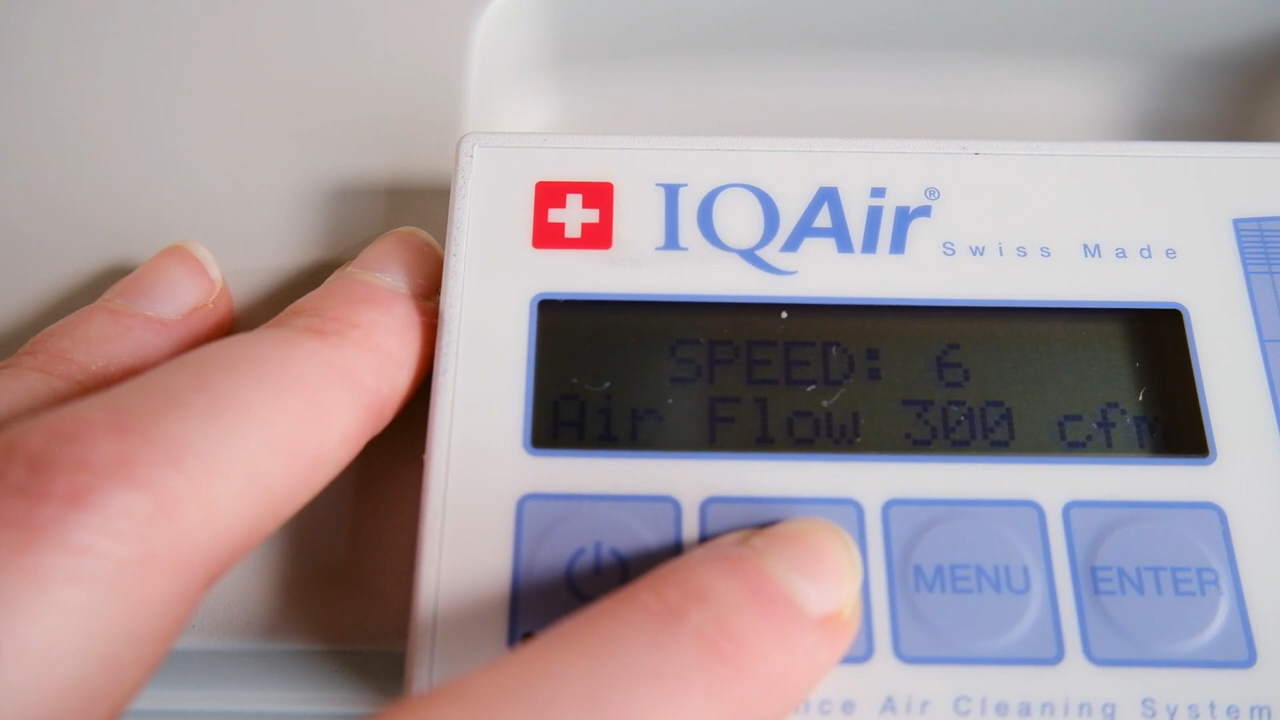 IQAir®
Swiss Made
SPEED: 6
Air Flow 300 cfm
MENU
ENTER
Air Cleaning System